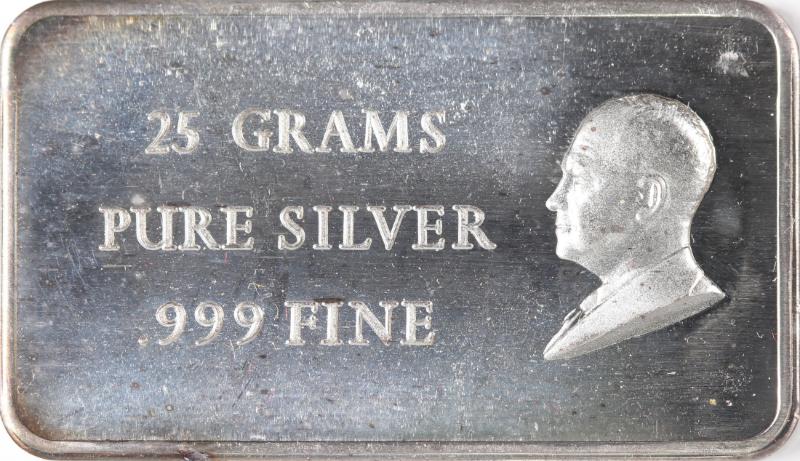 25 GRAMS
PURE SILVER
.999 FINE